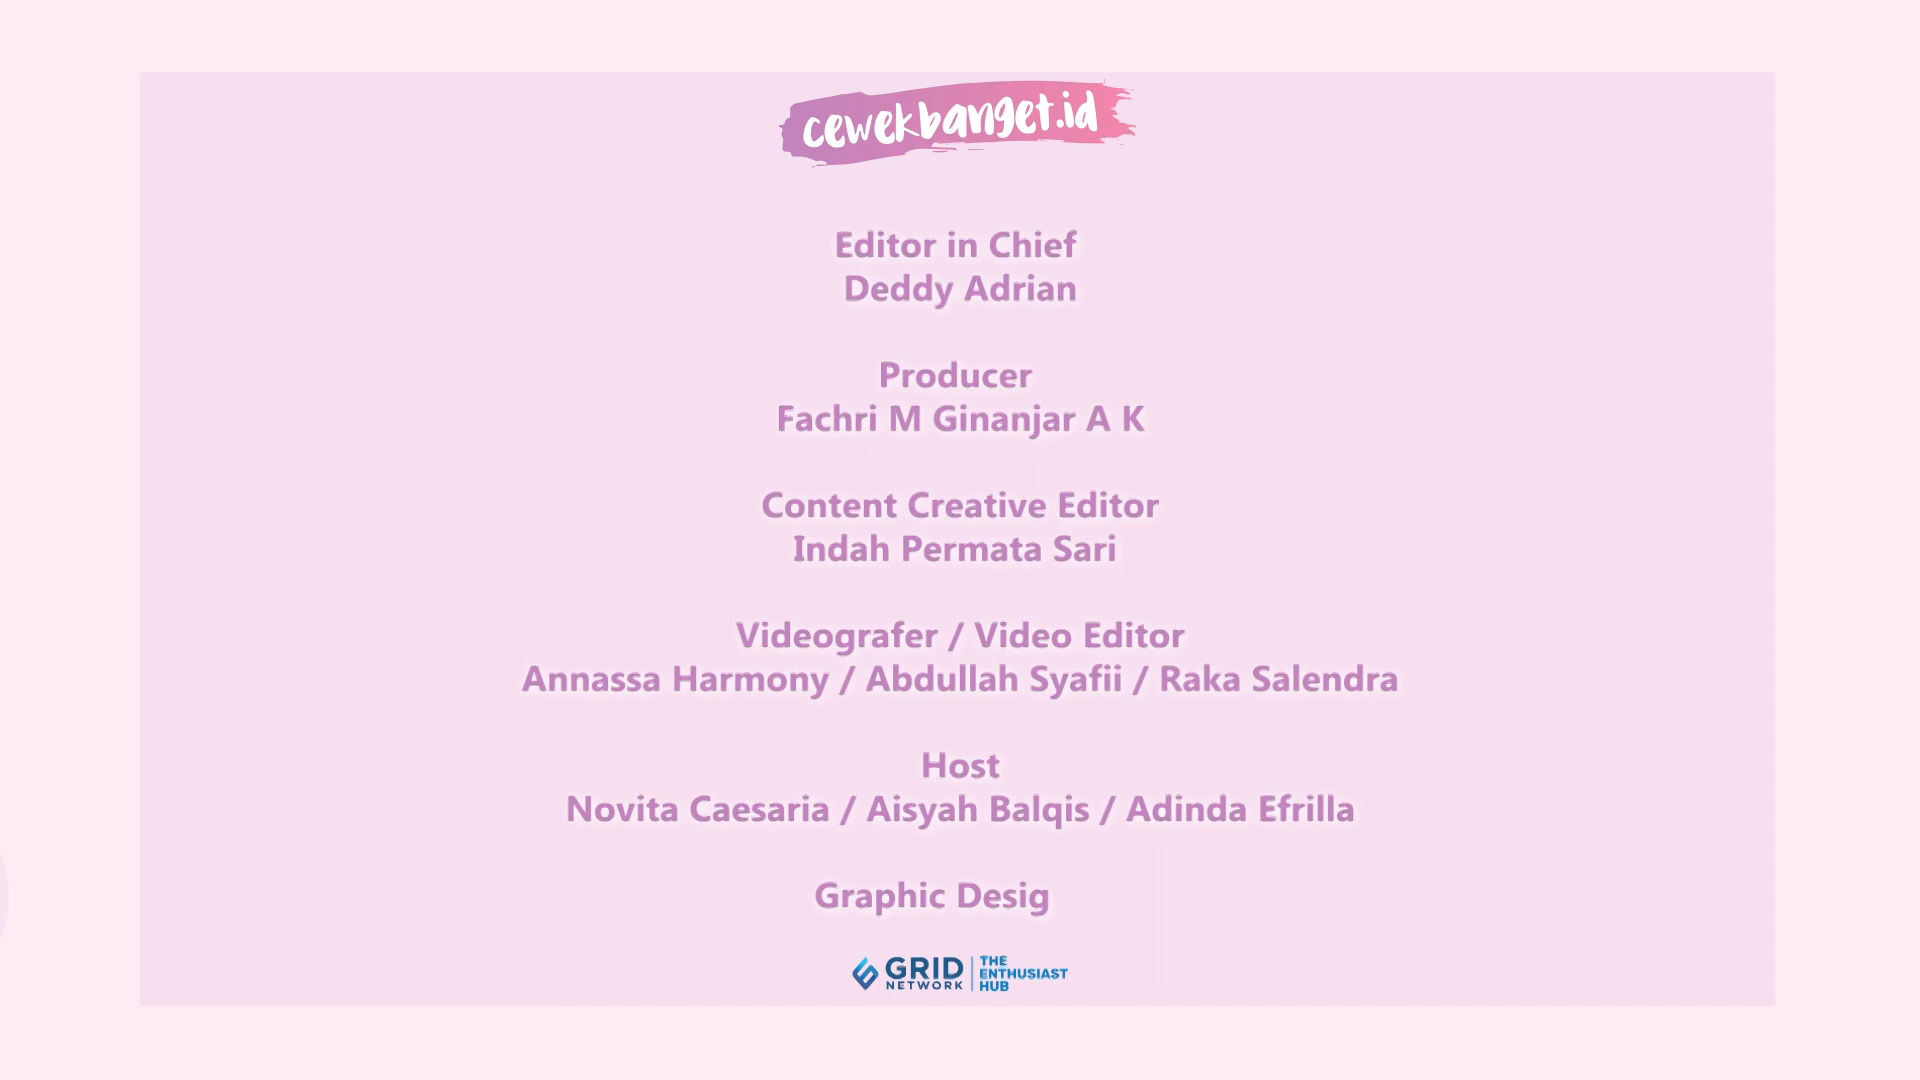 cewekbanget.id
Editor in Chief
Deddy Adrian
Producer
Fachri M Ginanjar A K
Content Creative Editor
Indah Permata Sari
Videografer / Video Editor
Annassa Harmony / Abdullah Syafii / Raka Salendra
Host
Novita Caesaria / Aisyah Balqis / Adinda Efrilla
Graphic Desig
GRID NETWORK
THE ENTHUSIAST HUB